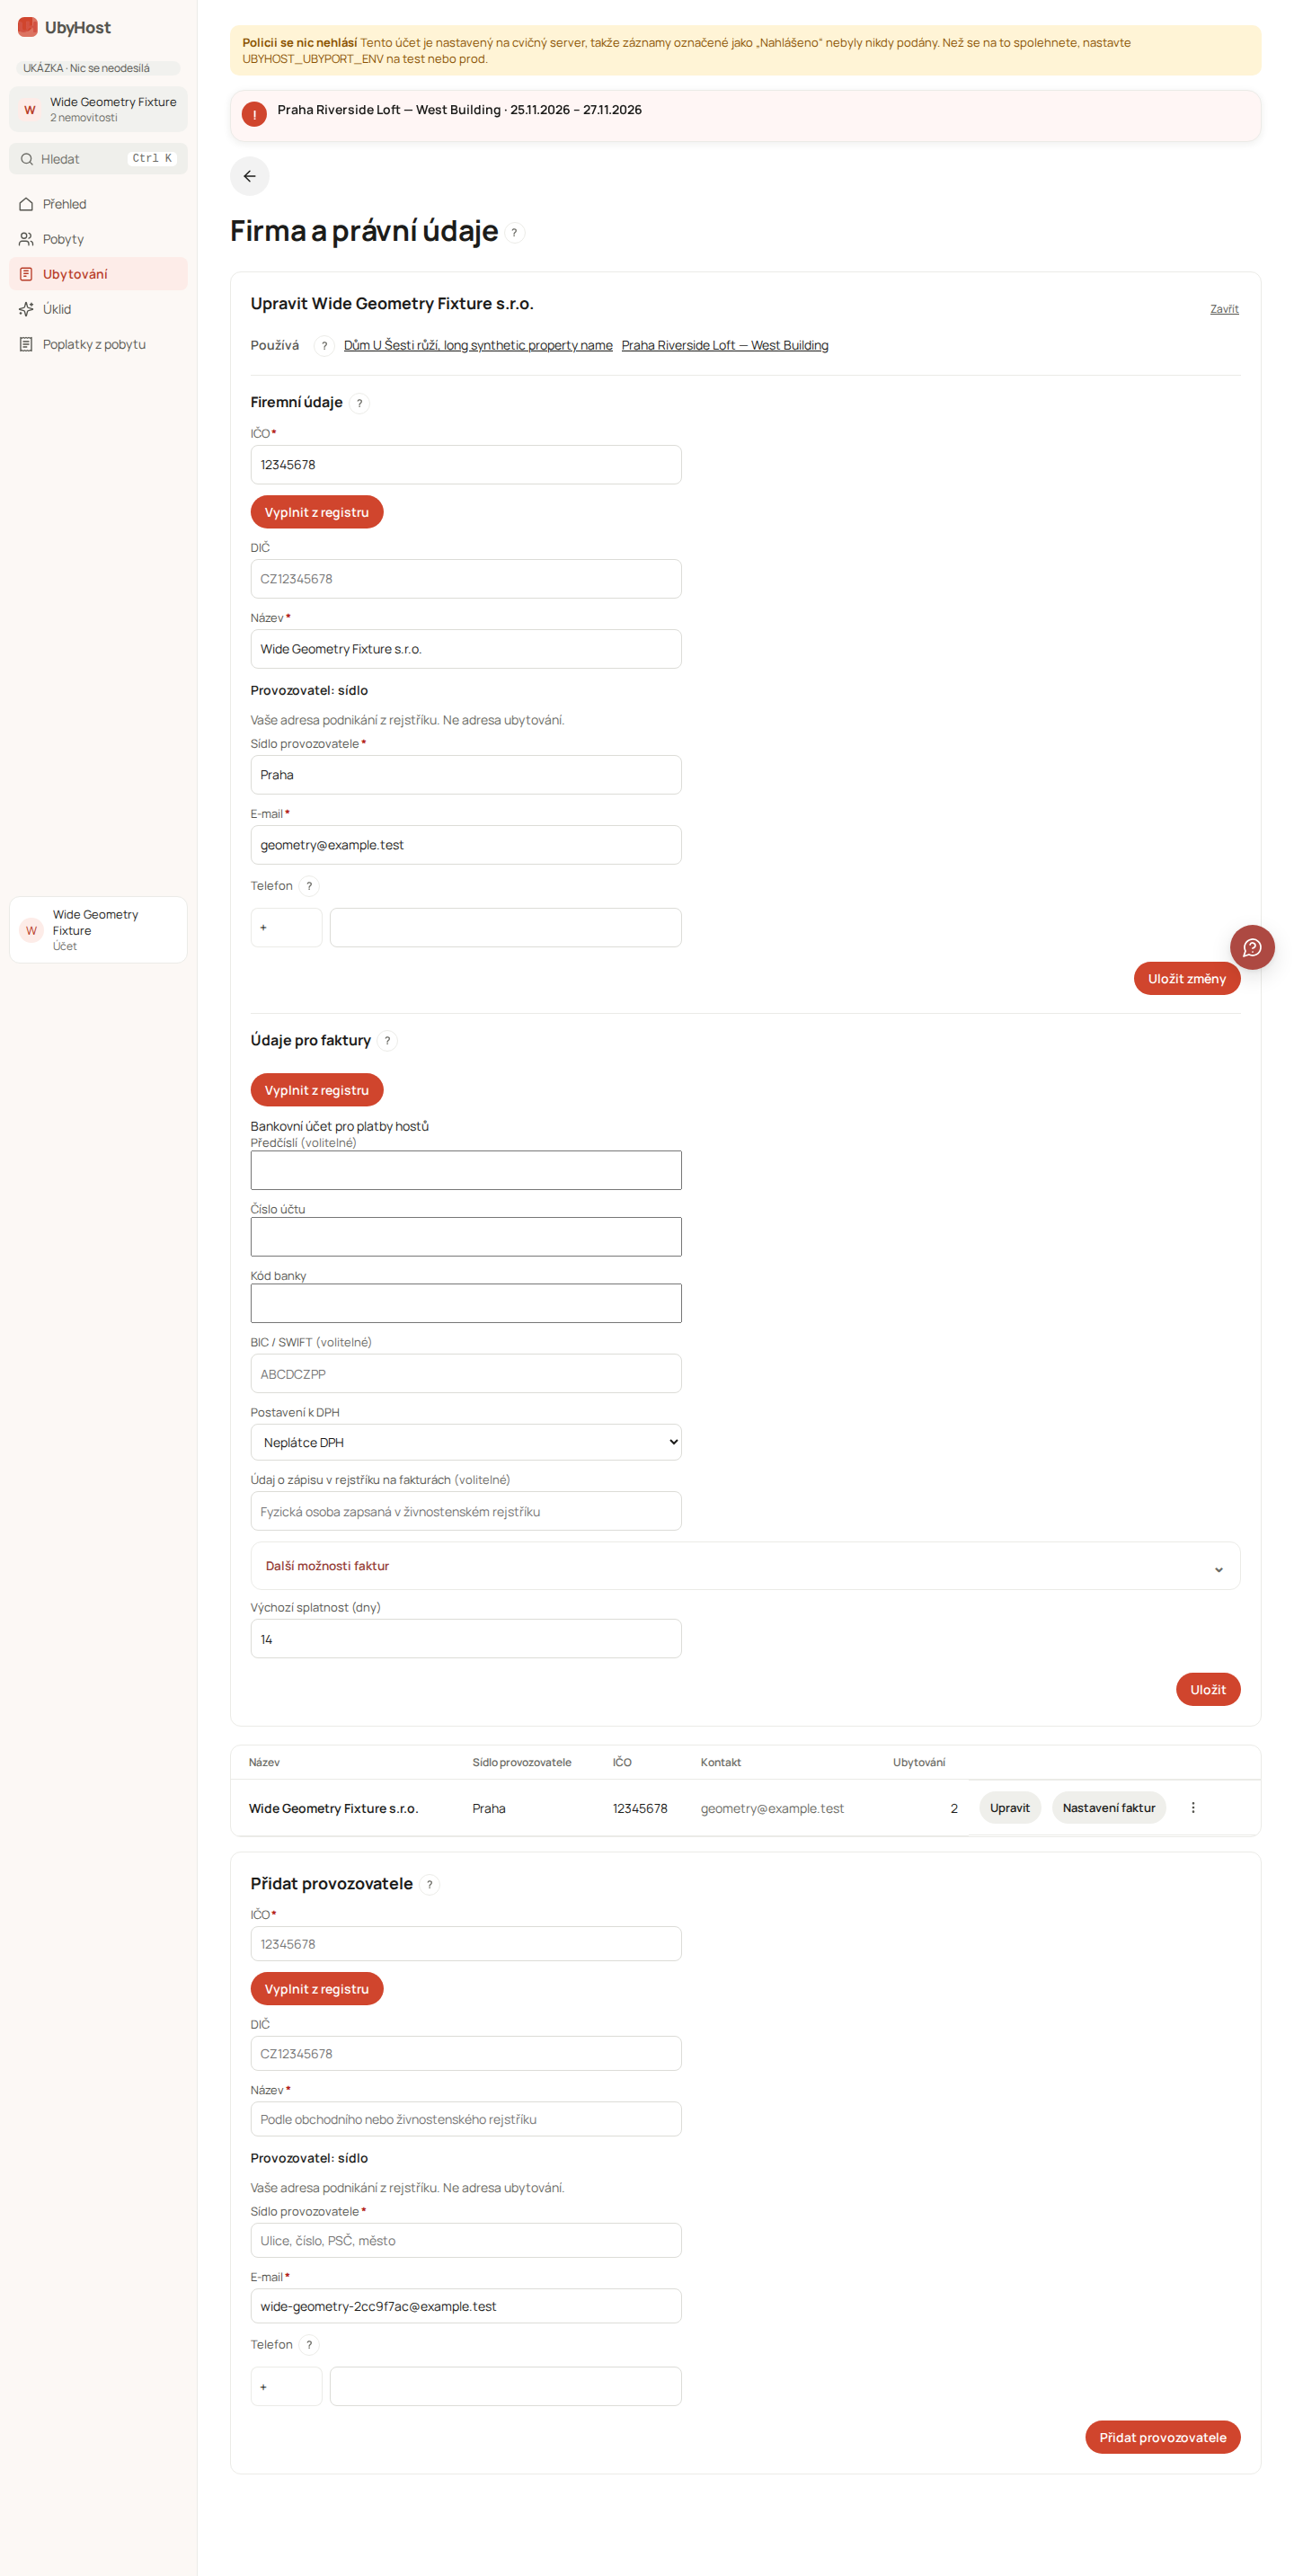 UbyHost
UKÁZKA · Nic se neodesílá
W
Wide Geometry Fixture
2 nemovitosti
Hledat
Ctrl K
Přehled
Pobyty
Ubytování
Úklid
Poplatky z pobytu
W
Wide Geometry
Fixture
Účet
Policii se nic nehlásí Tento účet je nastavený na cvičný server, takže záznamy označené jako „Nahlášeno“ nebyly nikdy podány. Než se na to spolehnete, nastavte
UBYHOST_UBYPORT_ENV na test nebo prod.
!
Praha Riverside Loft — West Building · 25.11.2026 – 27.11.2026
Firma a právní údaje ?
Upravit Wide Geometry Fixture s.r.o.
Zavřít
Používá ? Dům U Šesti růží, long synthetic property name Praha Riverside Loft — West Building
Firemní údaje ?
IČO *
12345678
Vyplnit z registru
DIČ
CZ12345678
Název *
Wide Geometry Fixture s.r.o.
Provozovatel: sídlo
Vaše adresa podnikání z rejstříku. Ne adresa ubytování.
Sídlo provozovatele *
Praha
E-mail *
geometry@example.test
Telefon ?
+
Uložit změny
Údaje pro faktury ?
Vyplnit z registru
Bankovní účet pro platby hostů
Předčíslí (volitelné)
Číslo účtu
Kód banky
BIC / SWIFT (volitelné)
ABCDCZPP
Postavení k DPH
Neplátce DPH
Údaj o zápisu v rejstříku na fakturách (volitelné)
Fyzická osoba zapsaná v živnostenském rejstříku
Další možnosti faktur
Výchozí splatnost (dny)
14
Uložit
Název Sídlo provozovatele IČO Kontakt Ubytování
Wide Geometry Fixture s.r.o. Praha 12345678 geometry@example.test 2 Upravit Nastavení faktur
Přidat provozovatele ?
IČO *
12345678
Vyplnit z registru
DIČ
CZ12345678
Název *
Podle obchodního nebo živnostenského rejstříku
Provozovatel: sídlo
Vaše adresa podnikání z rejstříku. Ne adresa ubytování.
Sídlo provozovatele *
Ulice, číslo, PSČ, město
E-mail *
wide-geometry-2cc9f7ac@example.test
Telefon ?
+
Přidat provozovatele